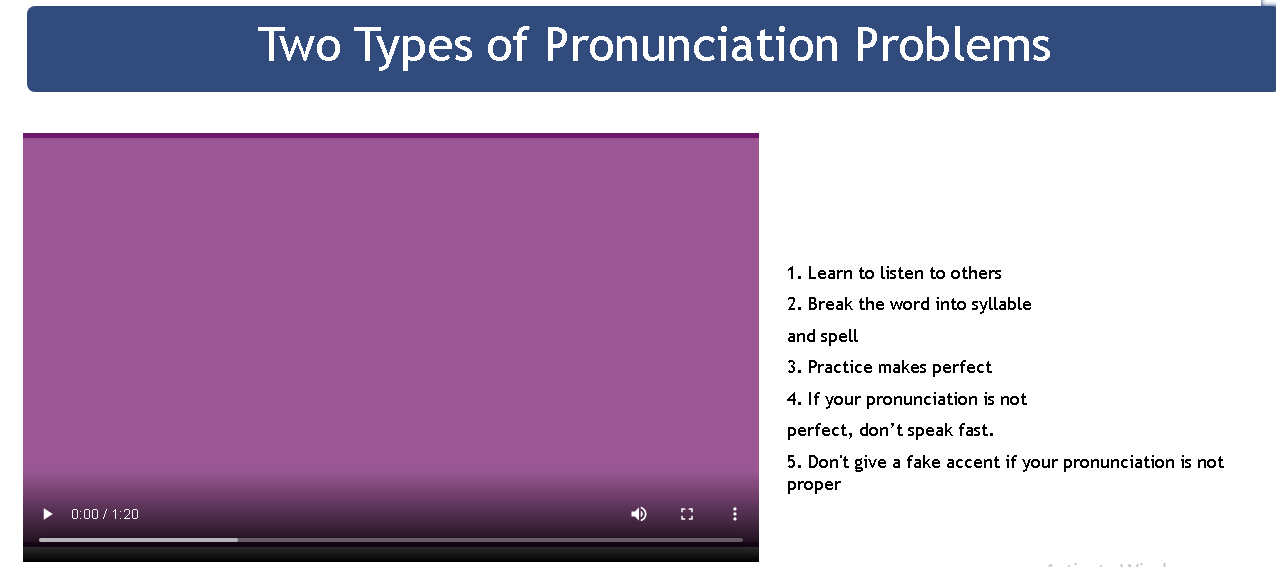 Two Types of Pronunciation Problems
1. Learn to listen to others
2. Break the word into syllable
and spell
3. Practice makes perfect
4. If your pronunciation is not
perfect, don’t speak fast.
5. Don't give a fake accent if your pronunciation is not
proper
0:00 / 1:20